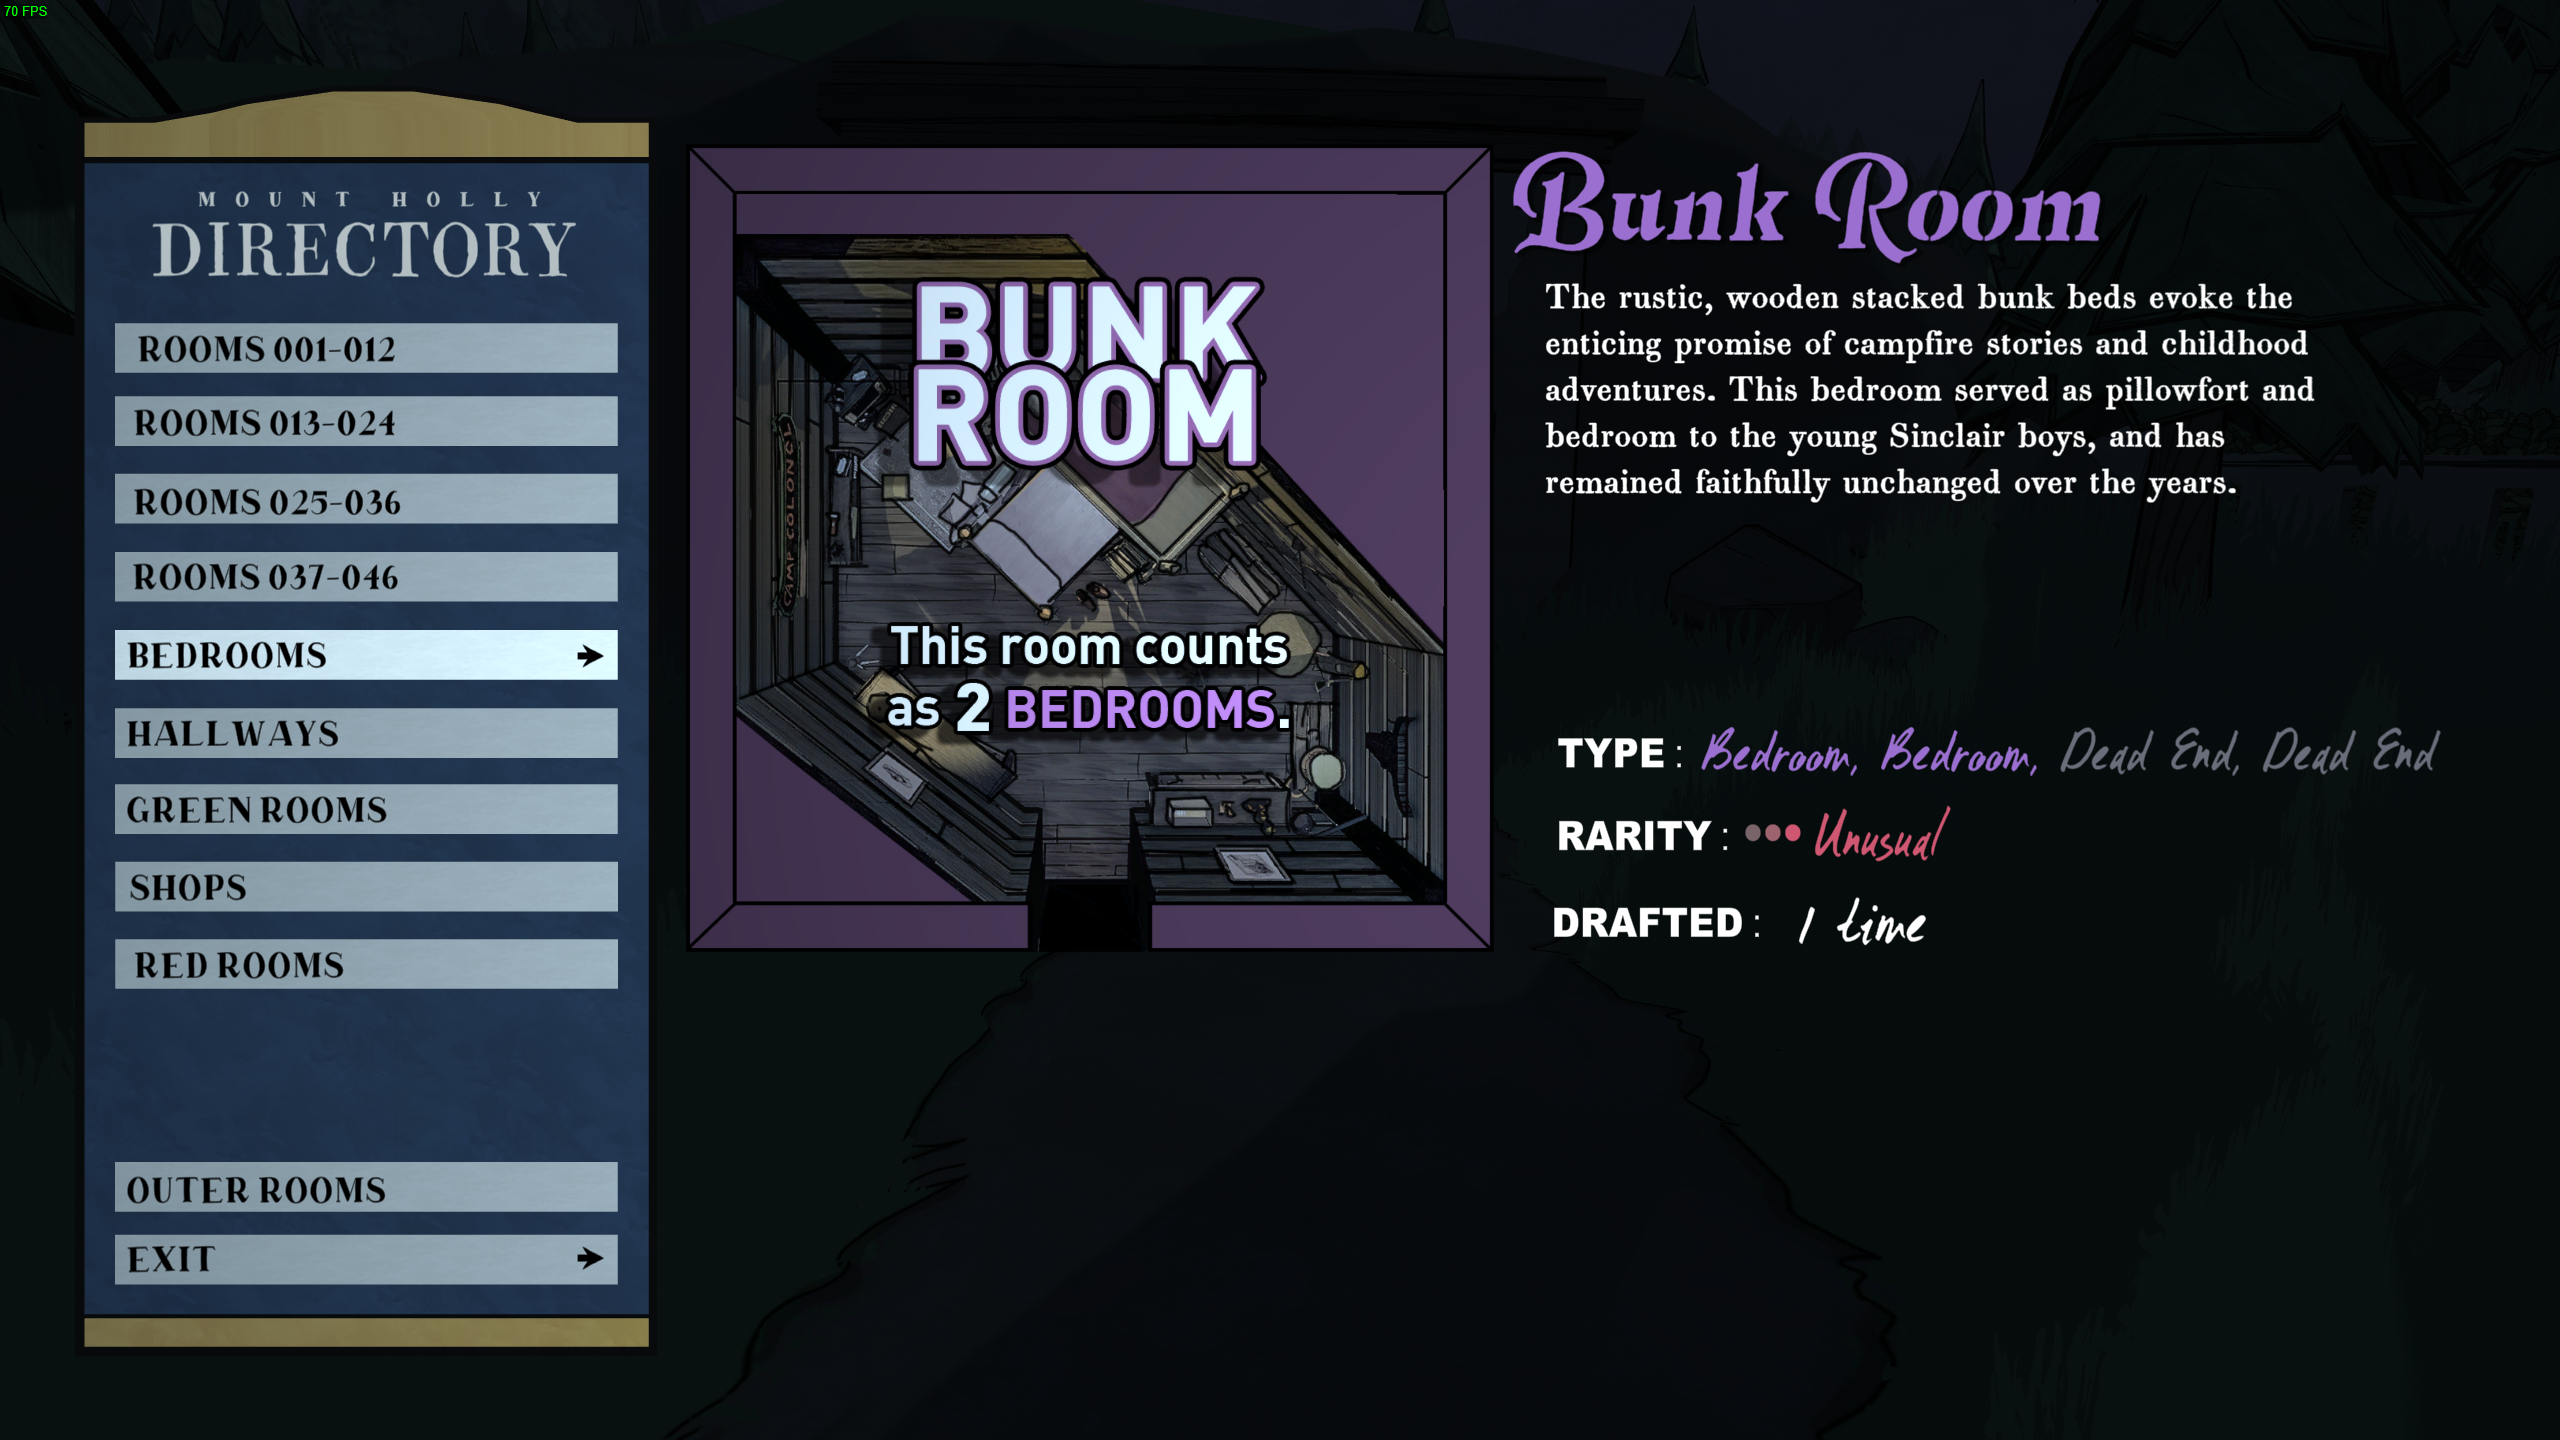 70 FPS
MOUNT HOLLY
DIRECTORY
ROOMS 001-012
ROOMS 013-024
ROOMS 025-036
ROOMS 037-046
BEDROOMS
HALLWAYS
GREEN ROOMS
SHOPS
RED ROOMS
OUTER ROOMS
EXIT
BUNK
ROOM
CAMP COLONGL
This room counts
as 2 BEDROOMS.
Bunk Room
The rustic, wooden stacked bunk beds evoke the
enticing promise of campfire stories and childhood
adventures. This bedroom served as pillowfort and
bedroom to the young Sinclair boys, and has
remained faithfully unchanged over the years.
TYPE : Bedroom, Bedroom, Dead End, Dead End
RARITY : Unusual
DRAFTED : 1 time